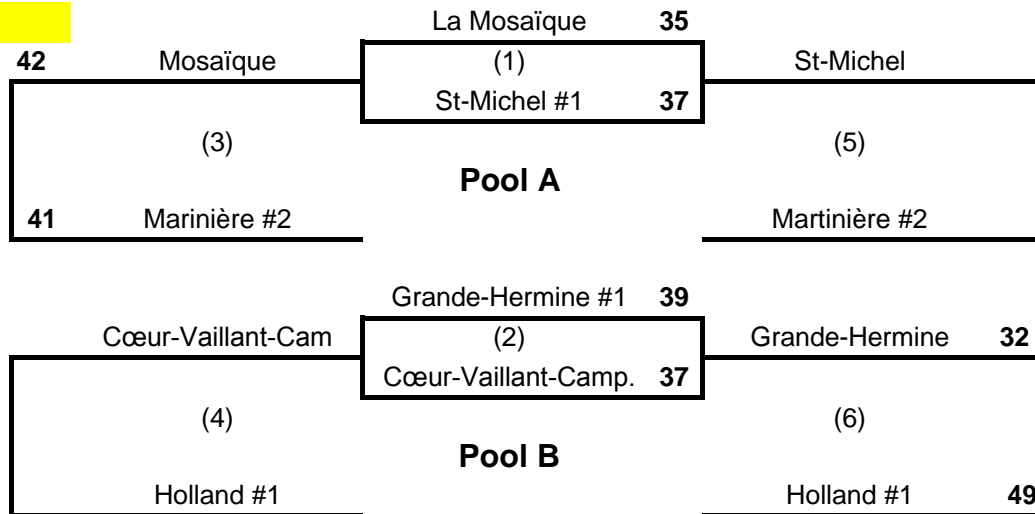 La Mosaïque 35
42 Mosaïque (1) St-Michel
St-Michel #1 37
(3) (5)
Pool A
41 Marinière #2 Martinière #2
Grande-Hermine #1 39
Cœur-Vaillant-Cam (2) Grande-Hermine 32
Cœur-Vaillant-Camp. 37
(4) (6)
Pool B
Holland #1 Holland #1 49